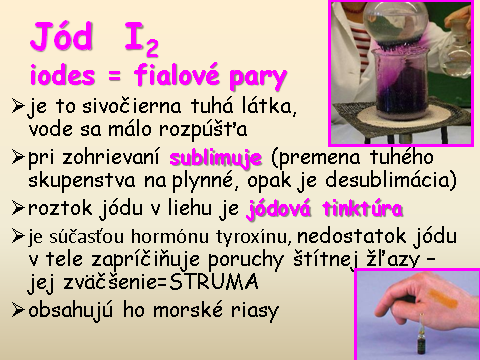 Jód I₂
iodes = fialové pary
➢je to sivočierna tuhá látka,
vode sa málo rozpúšťa
➢pri zohrievaní sublimuje (premena tuhého
skupenstva na plynné, opak je desublimácia)
➢roztok jódu v liehu je jódová tinktúra
➢je súčasťou hormónu tyroxínu, nedostatok jódu
v tele zapríčiňuje poruchy štítnej žľazy –
jej zväčšenie=STRUMA
➢obsahujú ho morské riasy